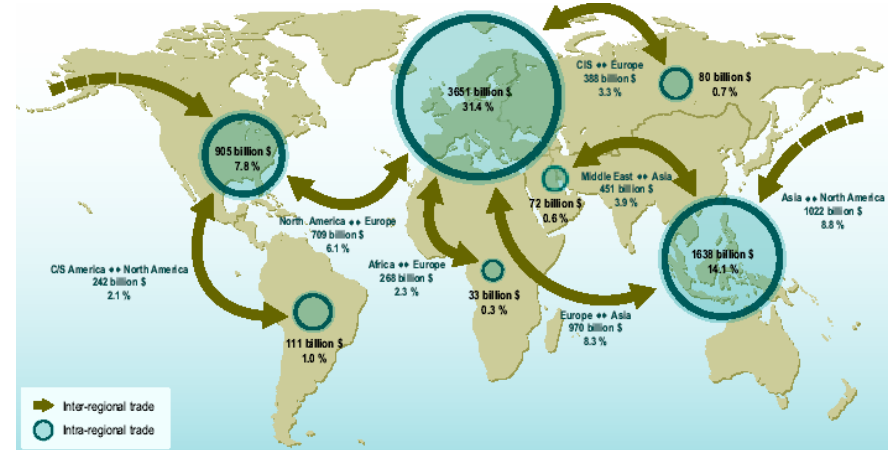 3651 billion $
31.4 %
CIS ↔ Europe
388 billion $
3.3 %
80 billion $
0.7 %
905 billion $
7.8 %
Middle East ↔ Asia
451 billion $
3.9 %
72 billion $
0.6 %
Asia ↔ North America
1022 billion $
8.8 %
North America ↔ Europe
709 billion $
6.1 %
1638 billion $
14.1 %
C/S America ↔ North America
242 billion $
2.1 %
Africa ↔ Europe
268 billion $
2.3 %
33 billion $
0.3 %
Europe ↔ Asia
970 billion $
8.3 %
111 billion $
1.0 %
Inter-regional trade
Intra-regional trade